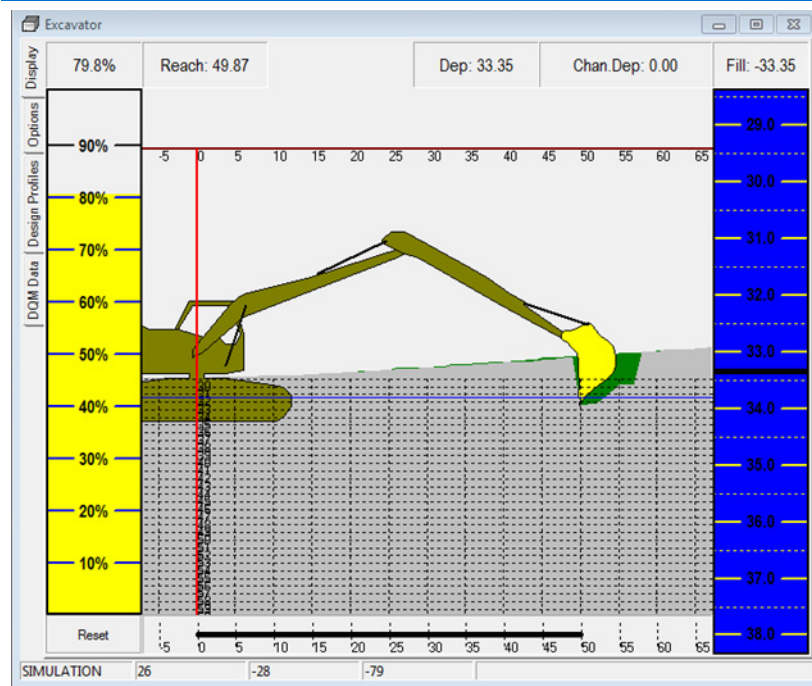 Excavator
Display
Options
Design Profiles
DQM Data
79.8%
Reach: 49.87
Dep: 33.35
Chan.Dep: 0.00
Fill: -33.35
90%
80%
70%
60%
50%
40%
30%
20%
10%
Reset
-5 0 5 10 15 20 25 30 35 40 45 50 55 60 65
29.0
30.0
31.0
32.0
33.0
34.0
35.0
36.0
37.0
38.0
-5 0 5 10 15 20 25 30 35 40 45 50 55 60 65
SIMULATION 26 -28 -79